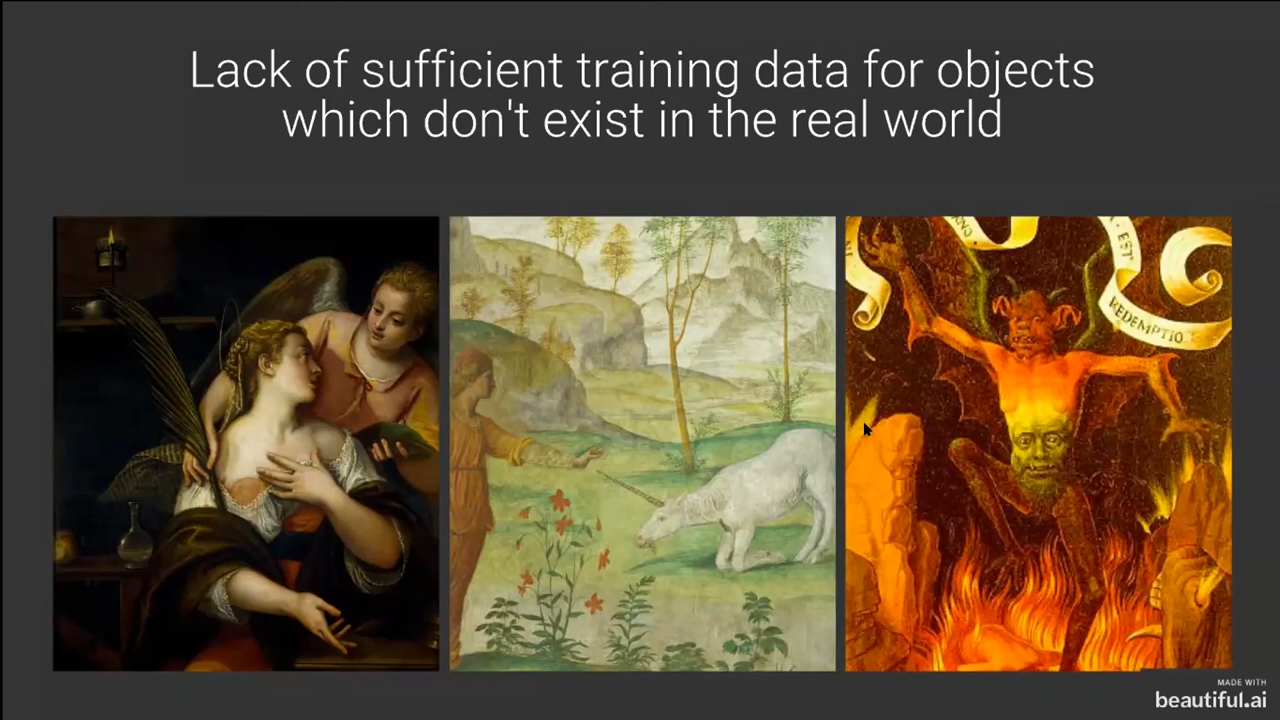 Lack of sufficient training data for objects
which don't exist in the real world
EST
REDEMPTIO
MADE WITH
beautiful.ai